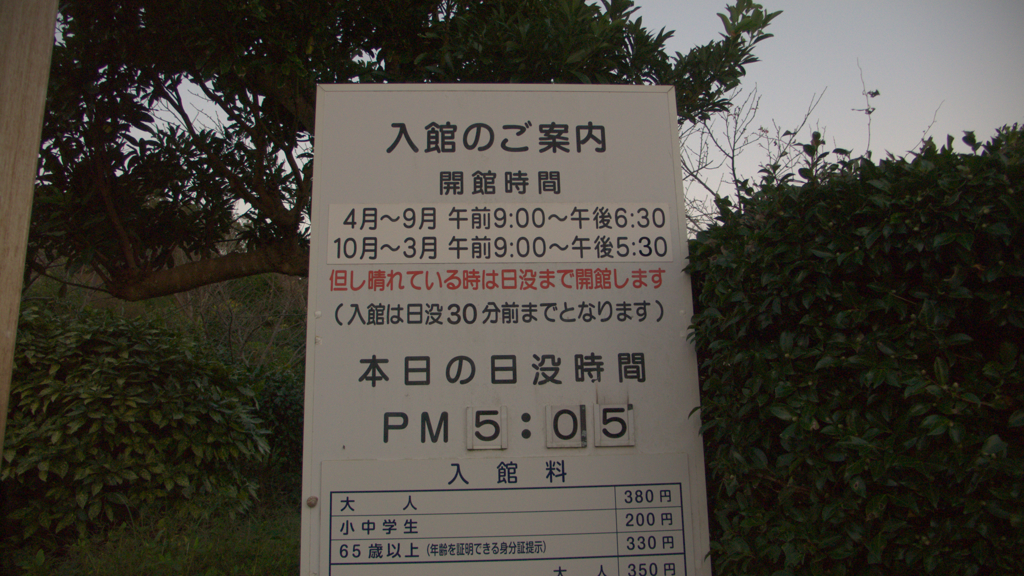 入館のご案内
開館時間
4月～9月 午前9:00～午後6:30
10月～3月 午前9:00～午後5:30
但し晴れている時は日没まで開館します
（入館は日没30分前までとなります）
本日の日没時間
PM 5:05
入館料
大人 380円
小中学生 200円
65歳以上（年齢を証明できる身分証提示） 330円
大人 350円